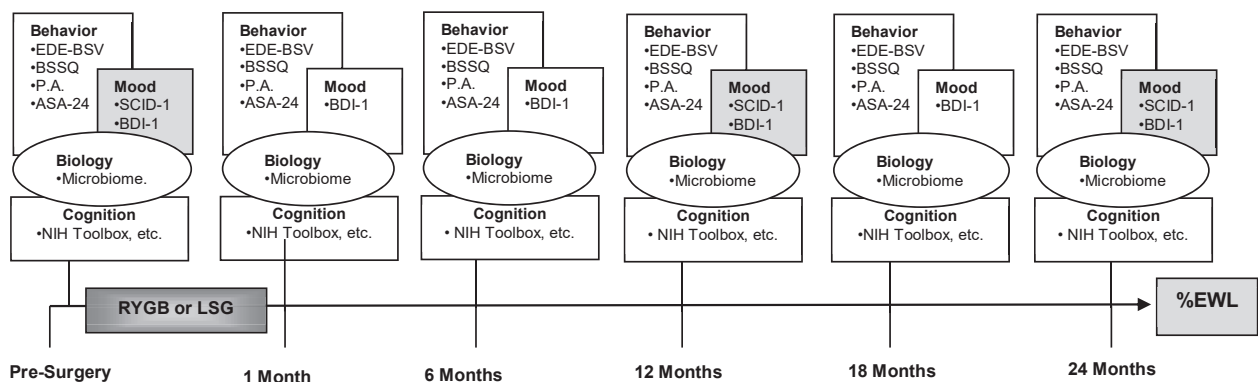 Behavior
•EDE-BSV
•BSSQ
•P.A.
•ASA-24
Mood
•SCID-1
•BDI-1
Biology
•Microbiome.
Cognition
•NIH Toolbox, etc.
Behavior
•EDE-BSV
•BSSQ
•P.A.
•ASA-24
Mood
•BDI-1
Biology
•Microbiome
Cognition
•NIH Toolbox, etc.
Behavior
•EDE-BSV
•BSSQ
•P.A.
•ASA-24
Mood
•BDI-1
Biology
•Microbiome
Cognition
• NIH Toolbox, etc.
Behavior
•EDE-BSV
•BSSQ
•P.A.
•ASA-24
Mood
•SCID-1
•BDI-1
Biology
•Microbiome
Cognition
• NIH Toolbox, etc.
Behavior
•EDE-BSV
•BSSQ
•P.A.
•ASA-24
Mood
•BDI-1
Biology
•Microbiome
Cognition
• NIH Toolbox, etc.
Behavior
•EDE-BSV
•BSSQ
•P.A.
•ASA-24
Mood
•SCID-1
•BDI-1
Biology
•Microbiome
Cognition
• NIH Toolbox, etc.
RYGB or LSG
%EWL
Pre-Surgery
1 Month
6 Months
12 Months
18 Months
24 Months